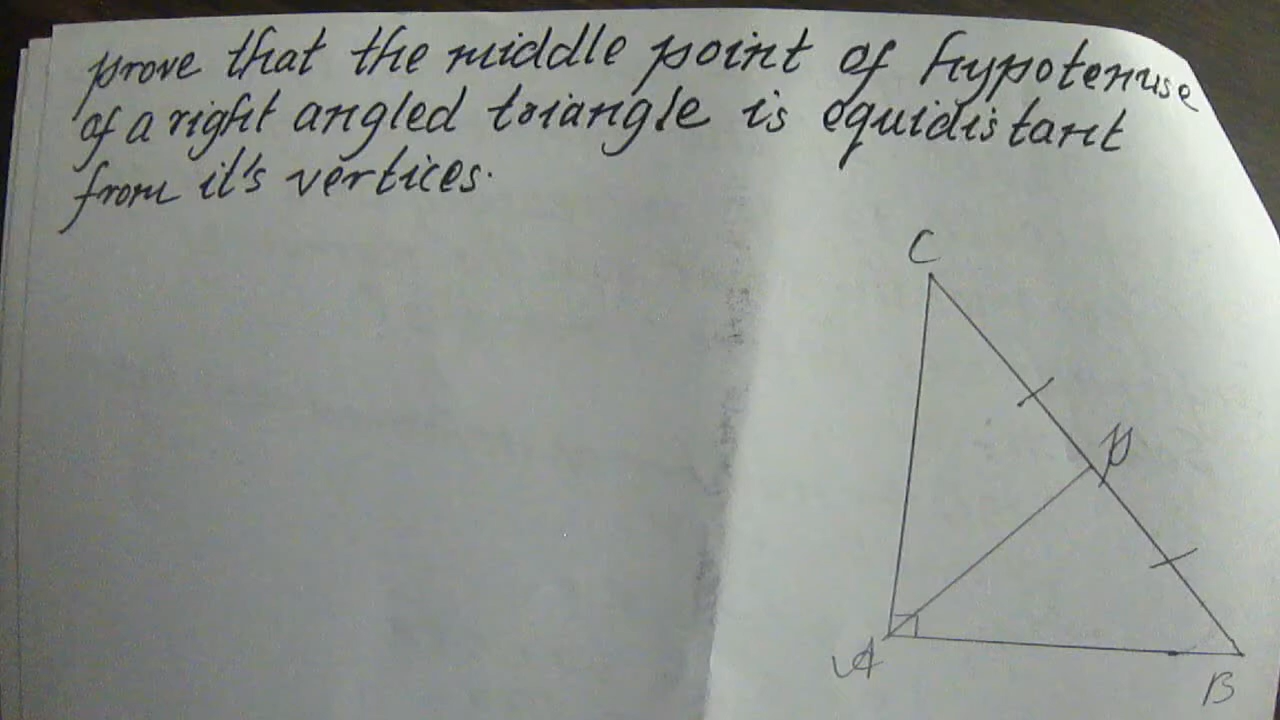 prove that the middle point of hypotenuse
of a right angled triangle is equidistant
from it's vertices.
C
P
A
B